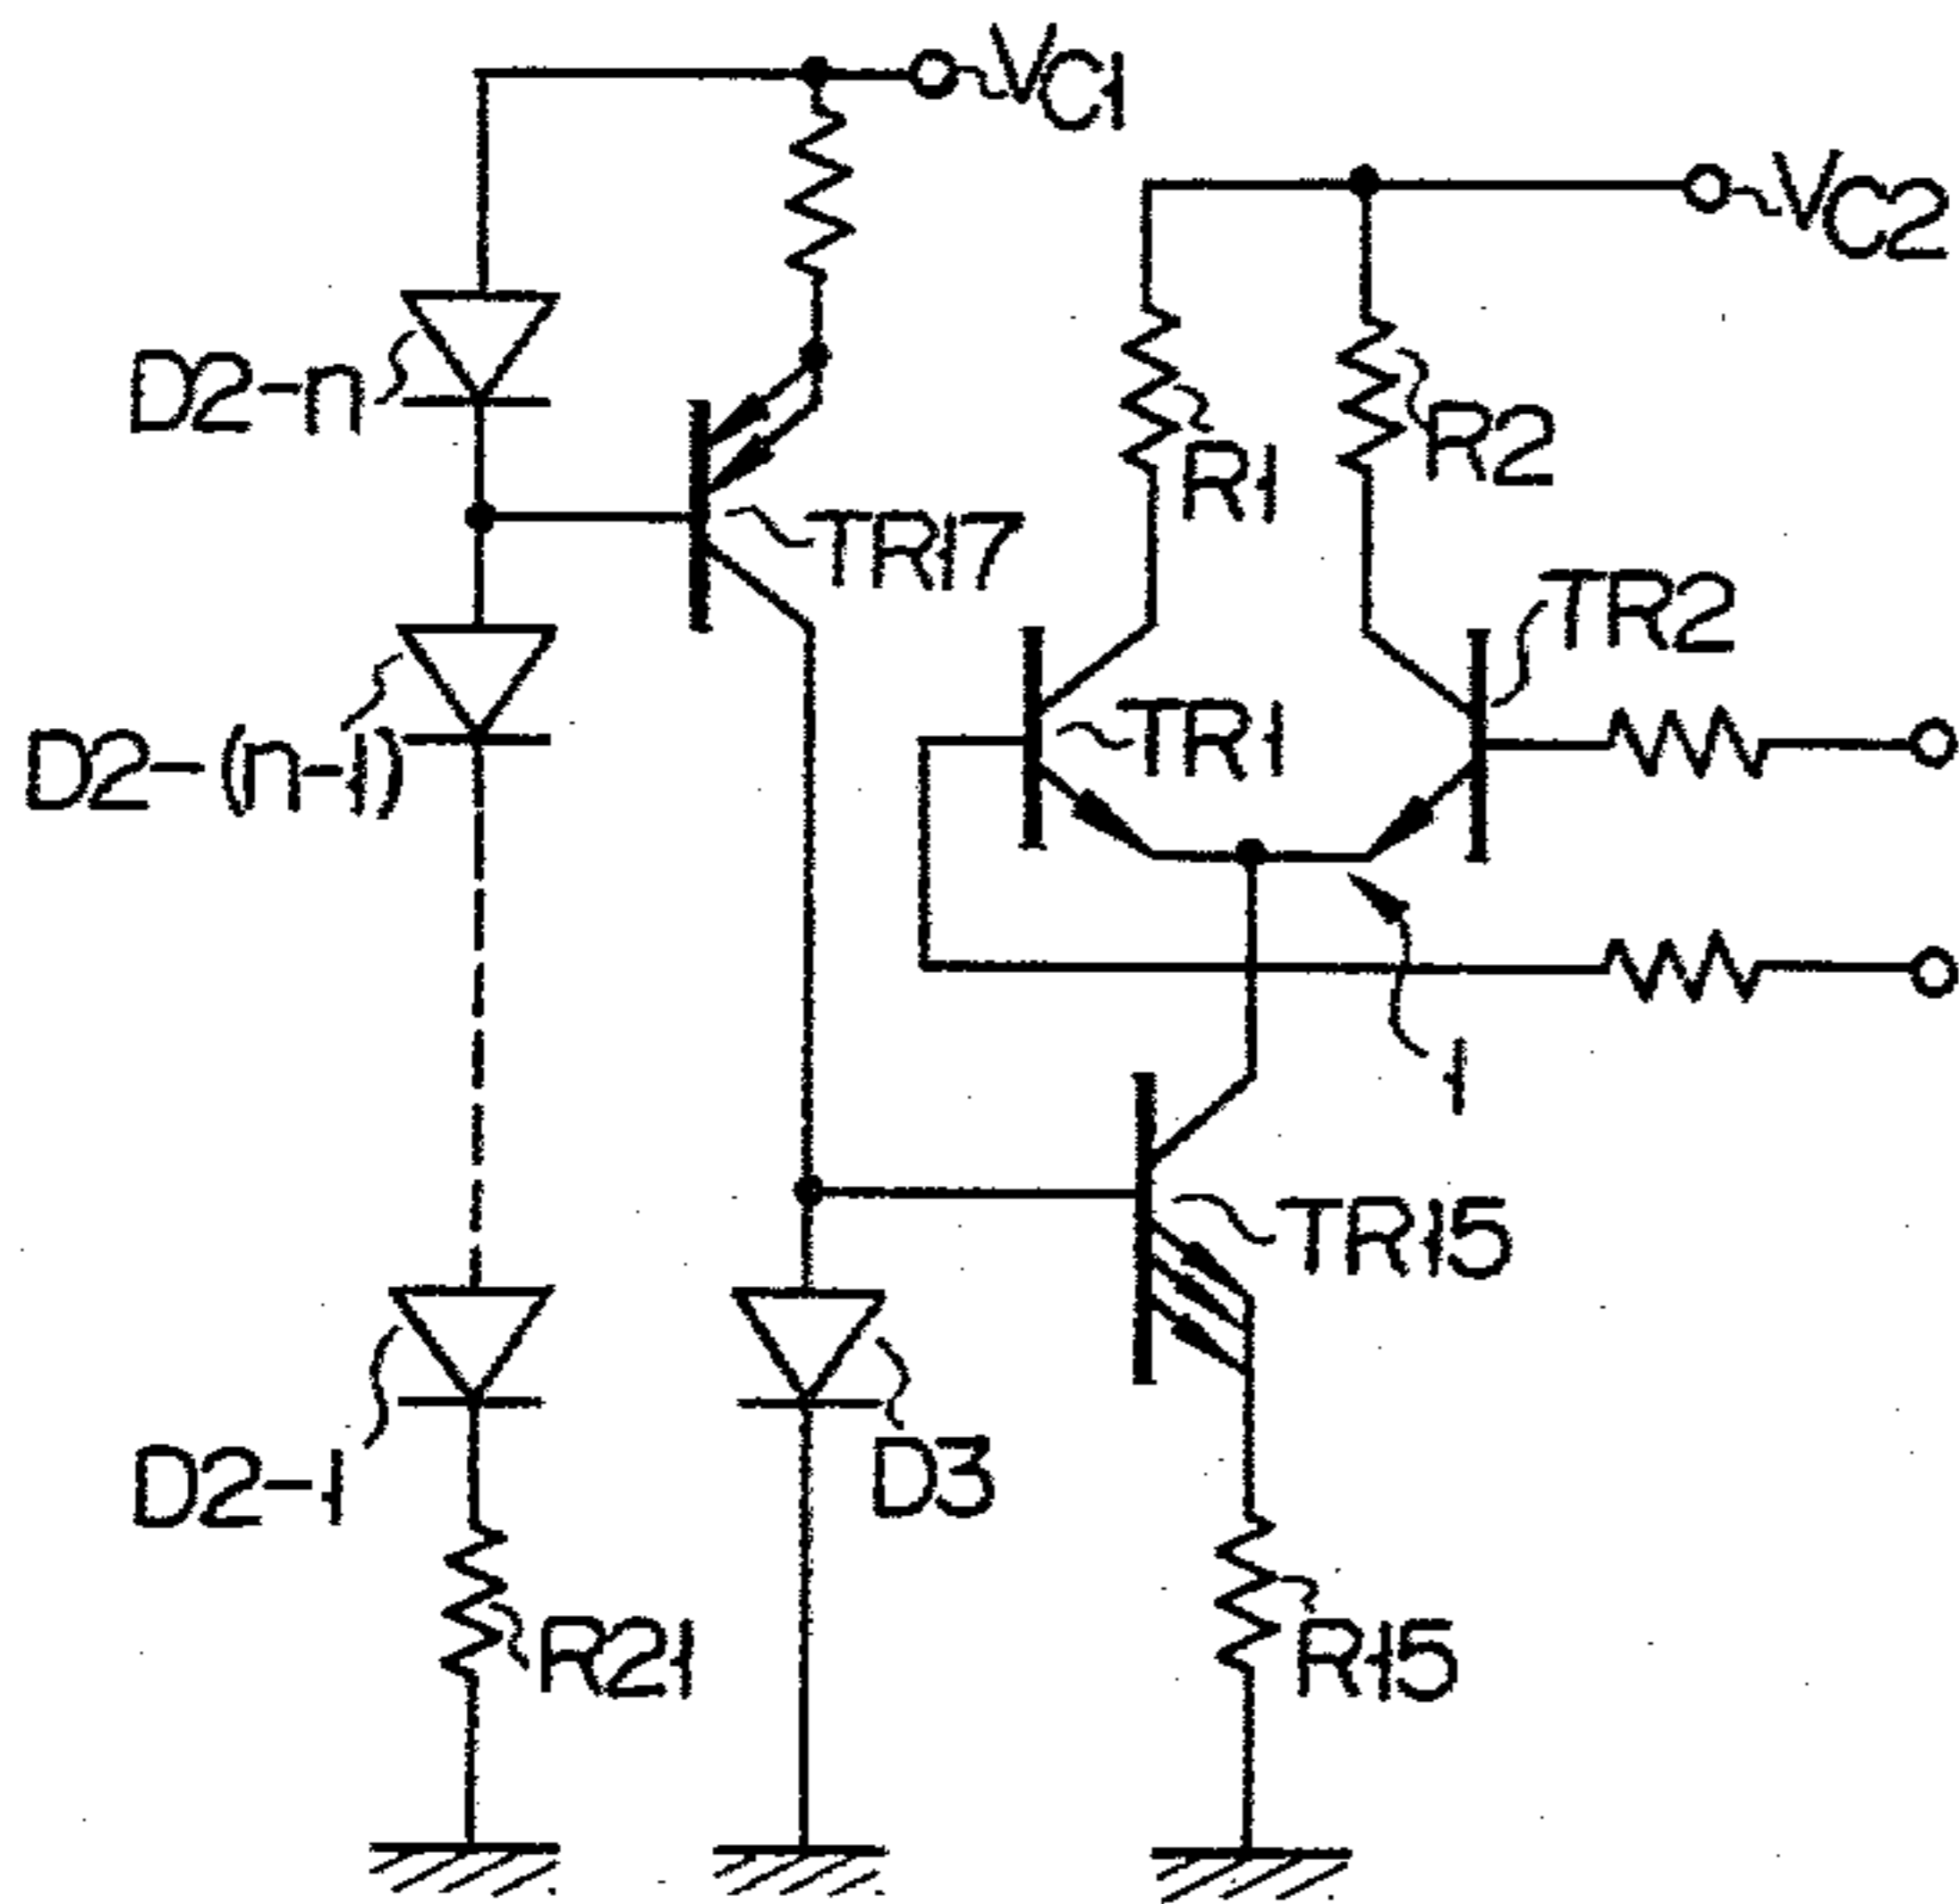 VC1
VC2
D2-n
R1
R2
TR17
TR2
TR1
D2-(n-1)
1
TR15
D2-1
D3
R21
R15